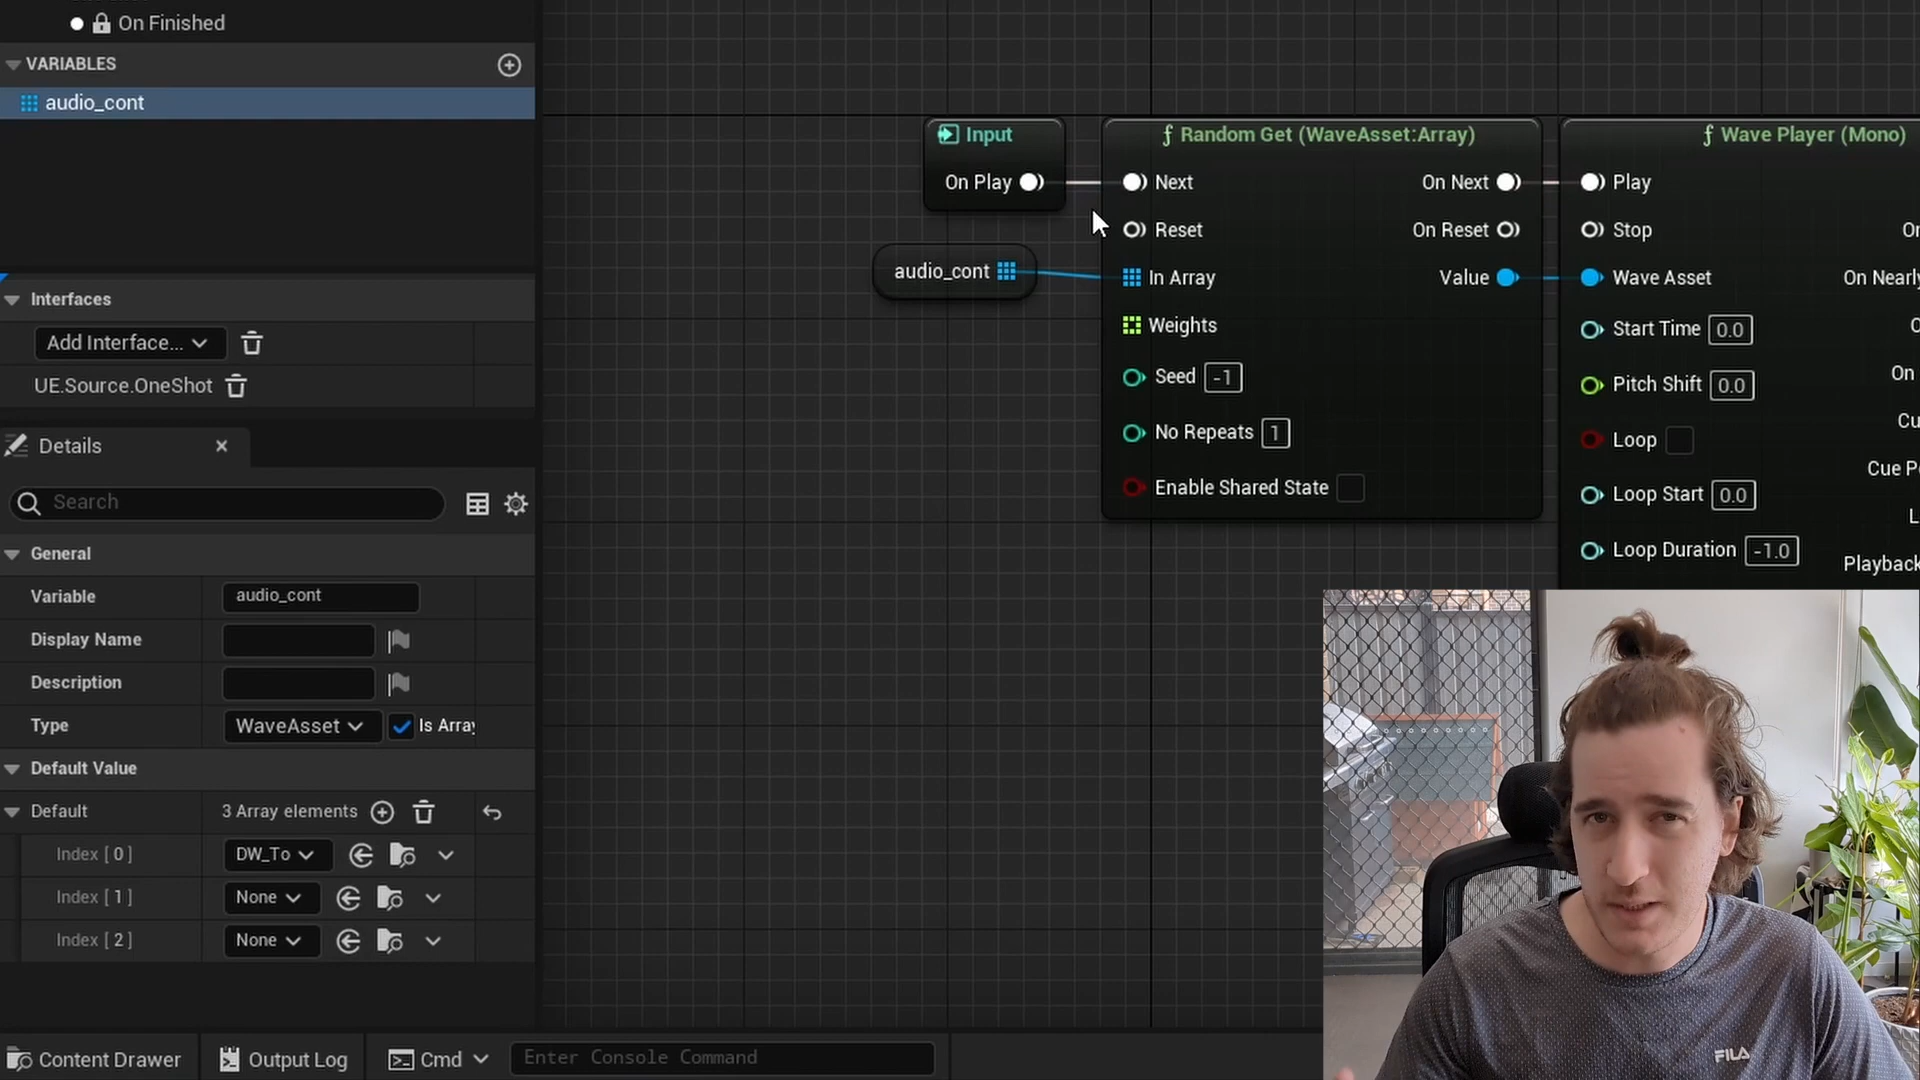 On Finished
VARIABLES
audio_cont
Interfaces
Add Interface...
UE.Source.OneShot
Details
Search
General
Variable audio_cont
Display Name
Description
Type WaveAsset Is Array
Default Value
Default 3 Array elements
Index [ 0 ] DW_To
Index [ 1 ] None
Index [ 2 ] None
Content Drawer Output Log Cmd Enter Console Command
Input
On Play
audio_cont
Random Get (WaveAsset:Array)
Next On Next
Reset On Reset
In Array Value
Weights
Seed -1
No Repeats 1
Enable Shared State
Wave Player (Mono)
Play
Stop
Wave Asset On Nearly
Start Time 0.0
Pitch Shift 0.0 On
Loop
Loop Start 0.0
Loop Duration -1.0 Playback
FILA